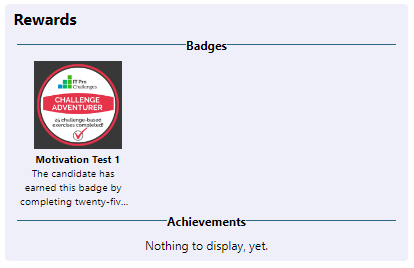 Rewards
Badges
IT Pro
Challenges
CHALLENGE
ADVENTURER
25 challenge-based
exercises completed!
Motivation Test 1
The candidate has
earned this badge by
completing twenty-fiv...
Achievements
Nothing to display, yet.